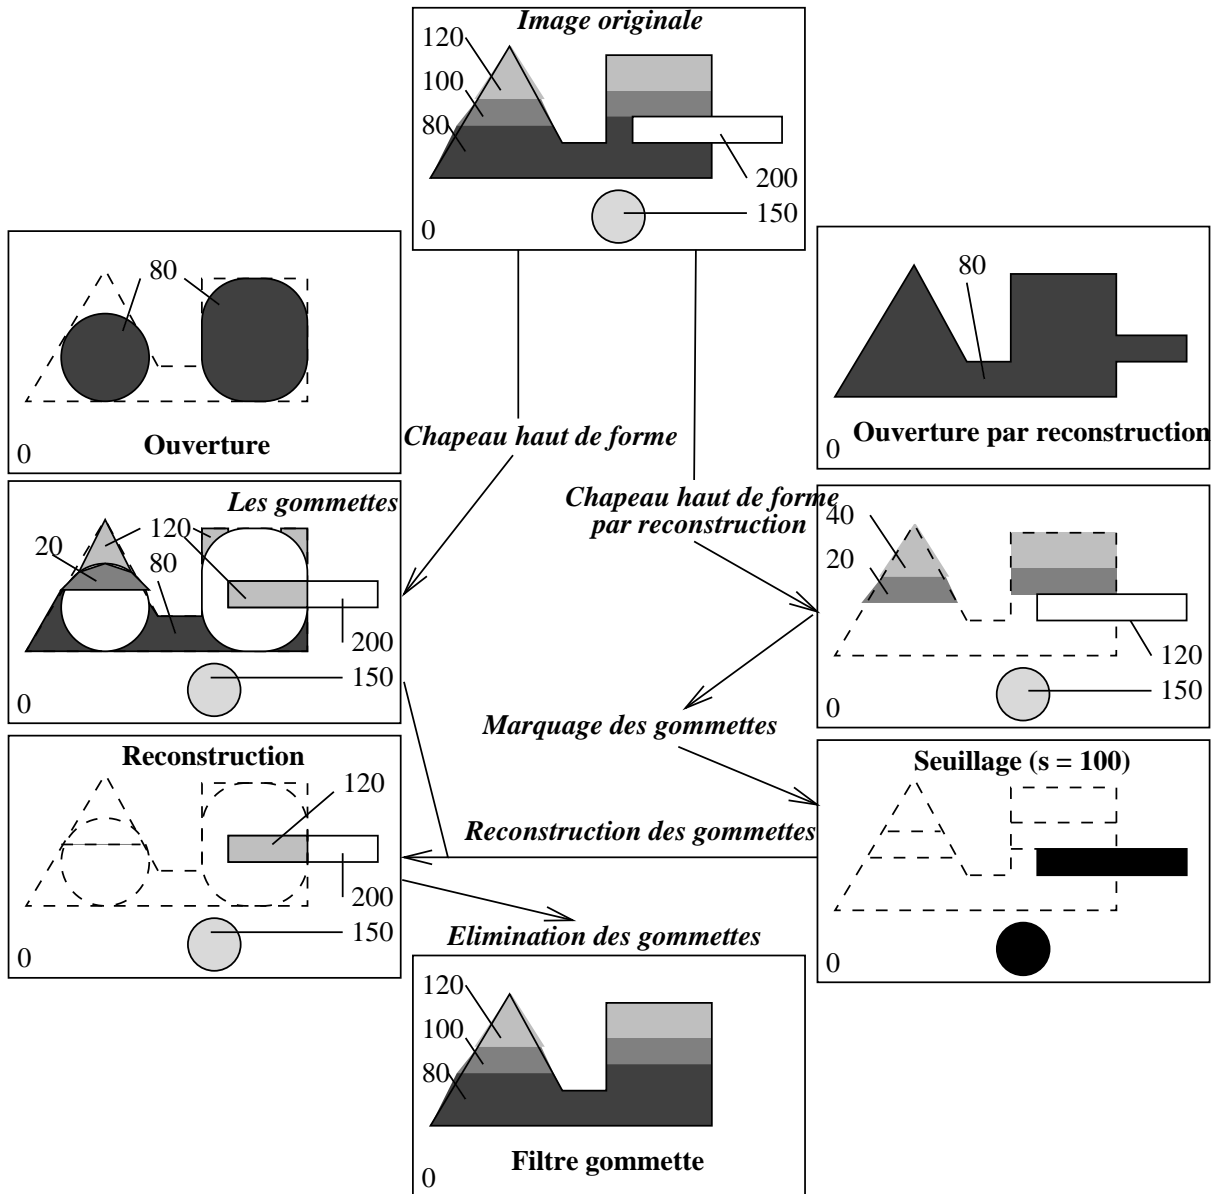 Image originale
120
100
80
200
150
0
80
Ouverture
0
80
Ouverture par reconstruction
0
Chapeau haut de forme
Chapeau haut de forme
par reconstruction
Les gommettes
120
20
80
200
150
0
40
20
120
150
0
Marquage des gommettes
Reconstruction
120
200
150
0
Seuillage (s = 100)
0
Reconstruction des gommettes
Elimination des gommettes
120
100
80
Filtre gommette
0